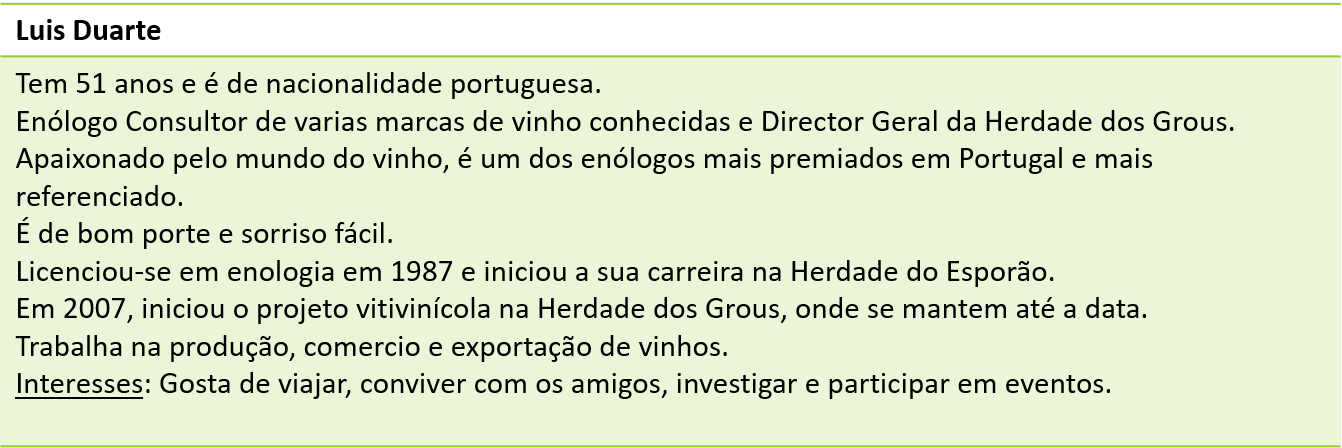 Luis Duarte
Tem 51 anos e é de nacionalidade portuguesa.
Enólogo Consultor de varias marcas de vinho conhecidas e Director Geral da Herdade dos Grous.
Apaixonado pelo mundo do vinho, é um dos enólogos mais premiados em Portugal e mais
referenciado.
É de bom porte e sorriso fácil.
Licenciou-se em enologia em 1987 e iniciou a sua carreira na Herdade do Esporão.
Em 2007, iniciou o projeto vitivinícola na Herdade dos Grous, onde se mantem até a data.
Trabalha na produção, comercio e exportação de vinhos.
Interesses: Gosta de viajar, conviver com os amigos, investigar e participar em eventos.